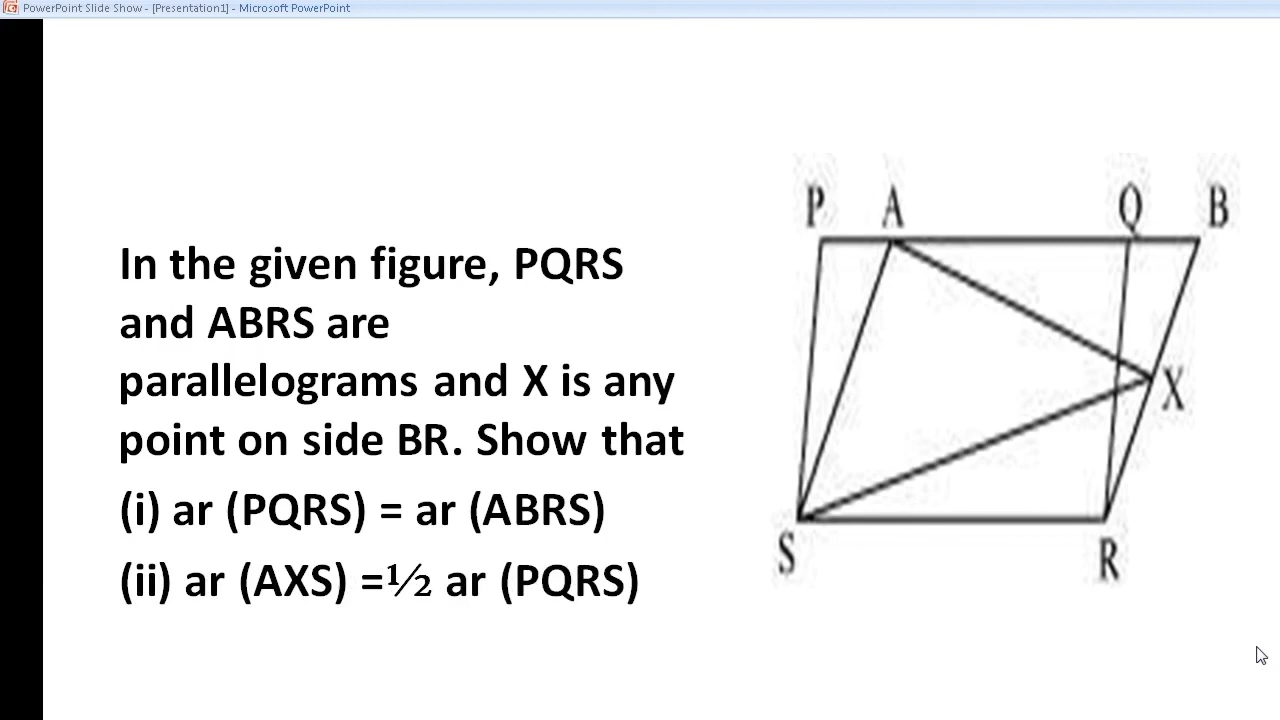 PowerPoint Slide Show - [Presentation1] - Microsoft PowerPoint
In the given figure, PQRS
and ABRS are
parallelograms and X is any
point on side BR. Show that
(i) ar (PQRS) = ar (ABRS)
(ii) ar (AXS) =½ ar (PQRS)
P A Q B
X
S R